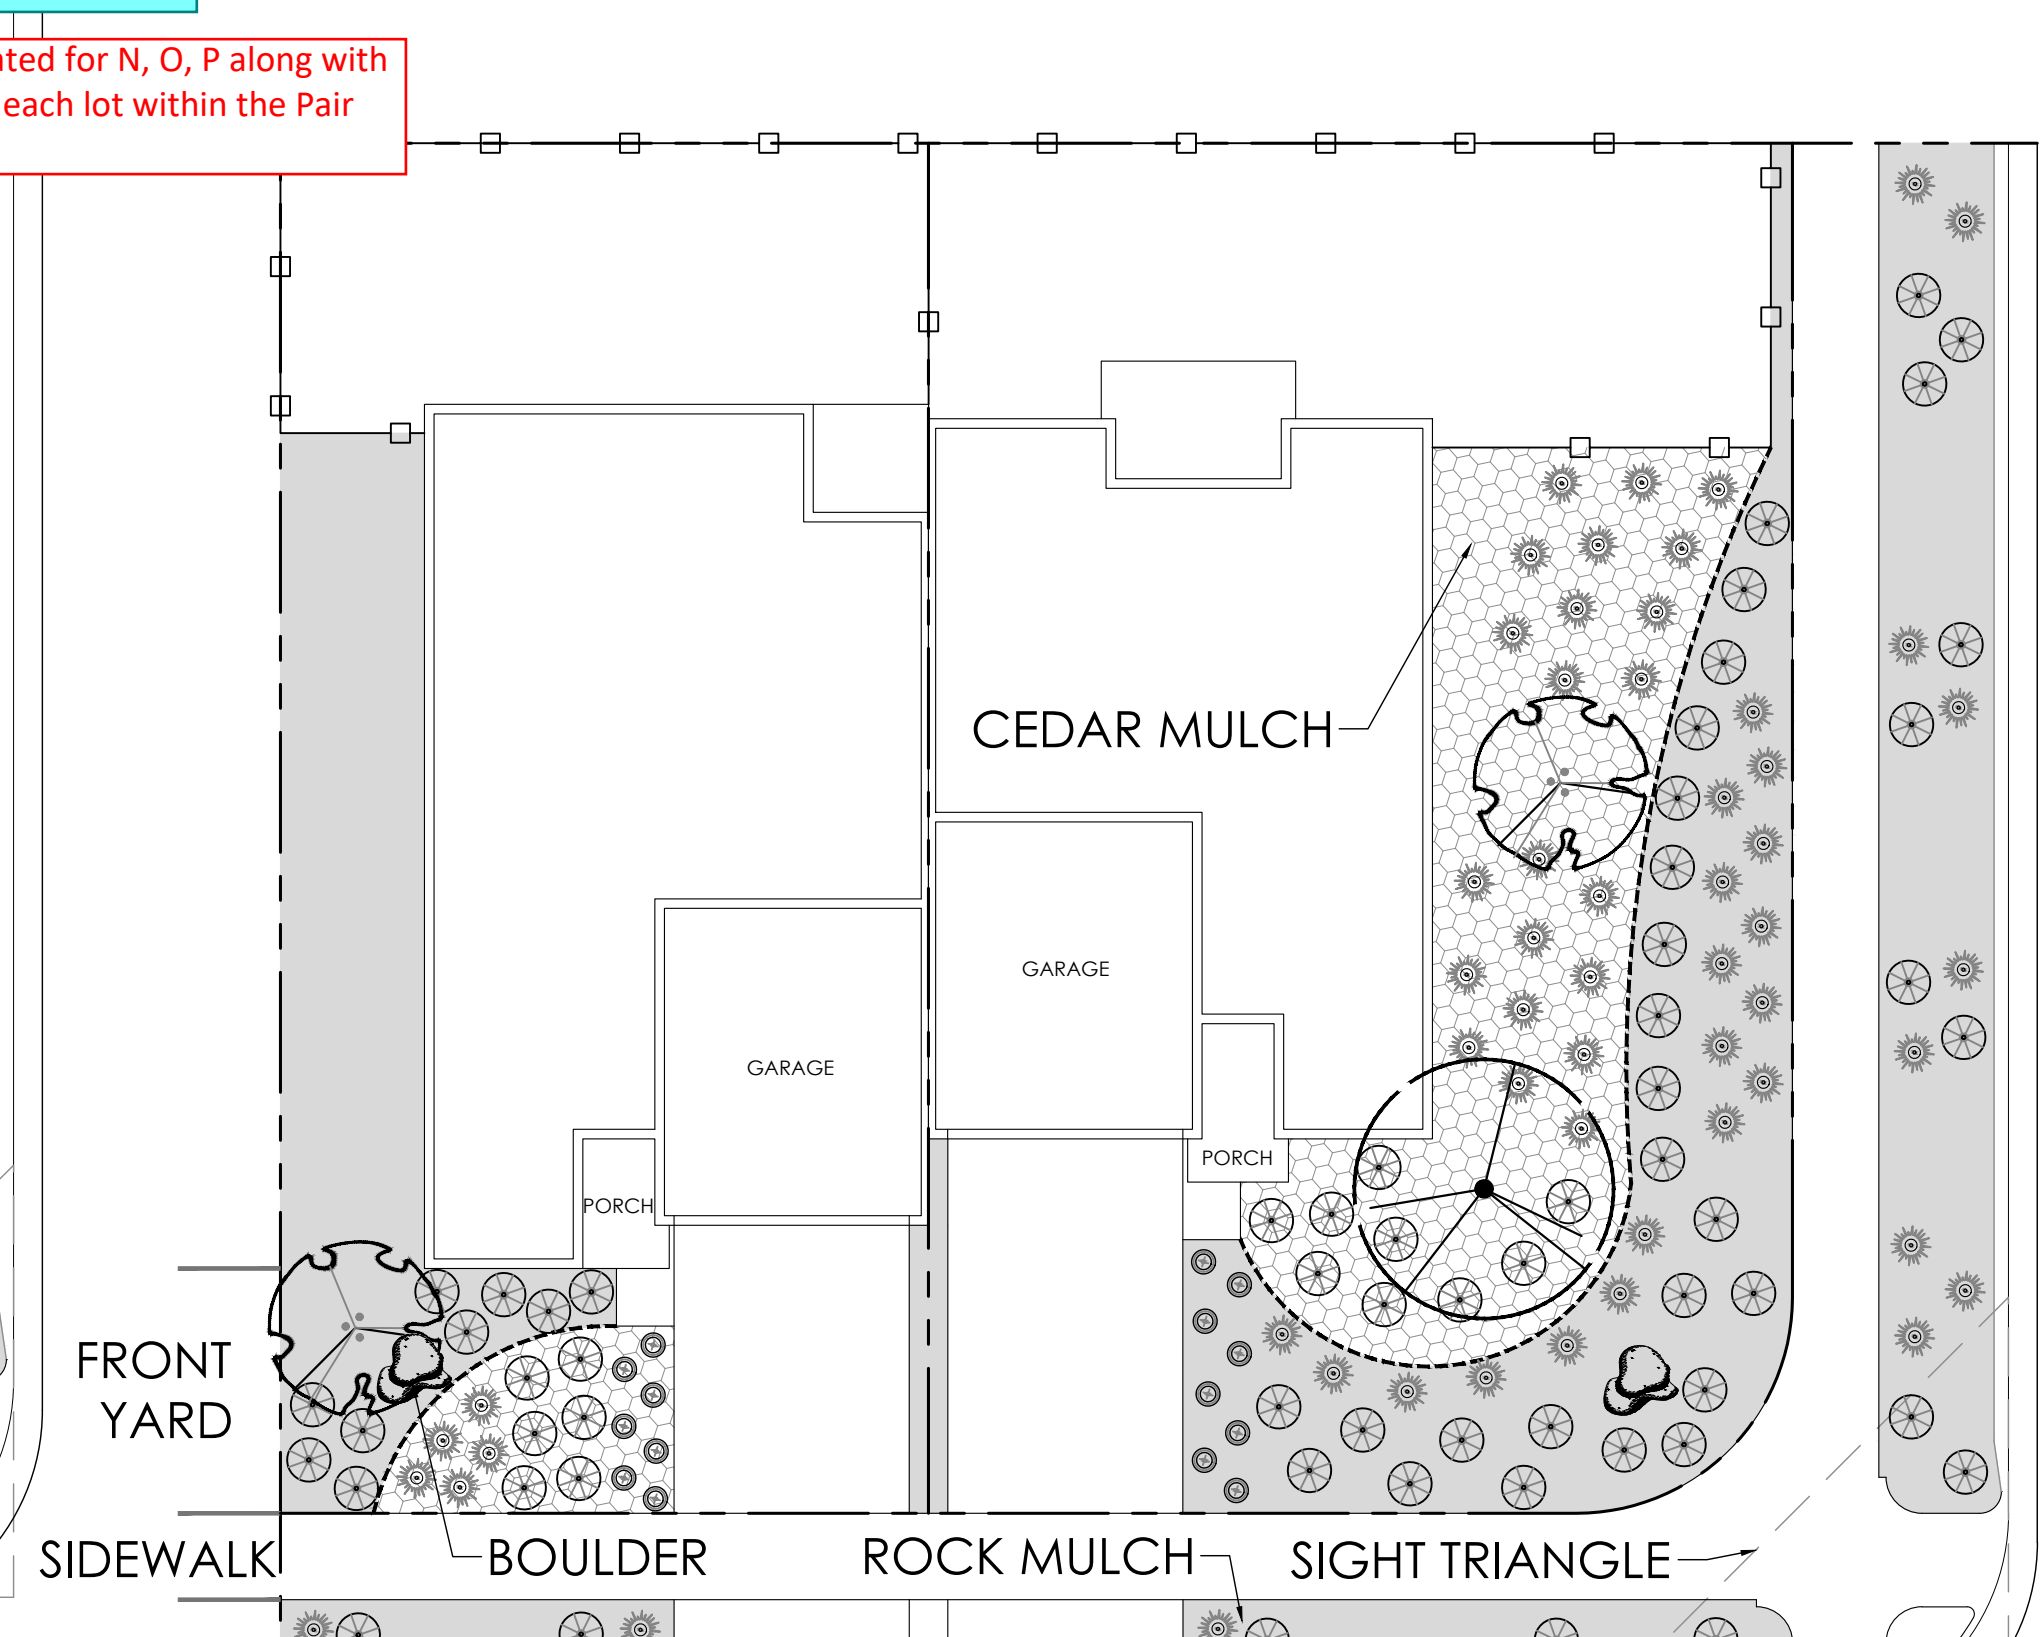 ted for N, O, P along with
each lot within the Pair
CEDAR MULCH
GARAGE
GARAGE
PORCH
PORCH
FRONT
YARD
SIDEWALK
BOULDER
ROCK MULCH
SIGHT TRIANGLE